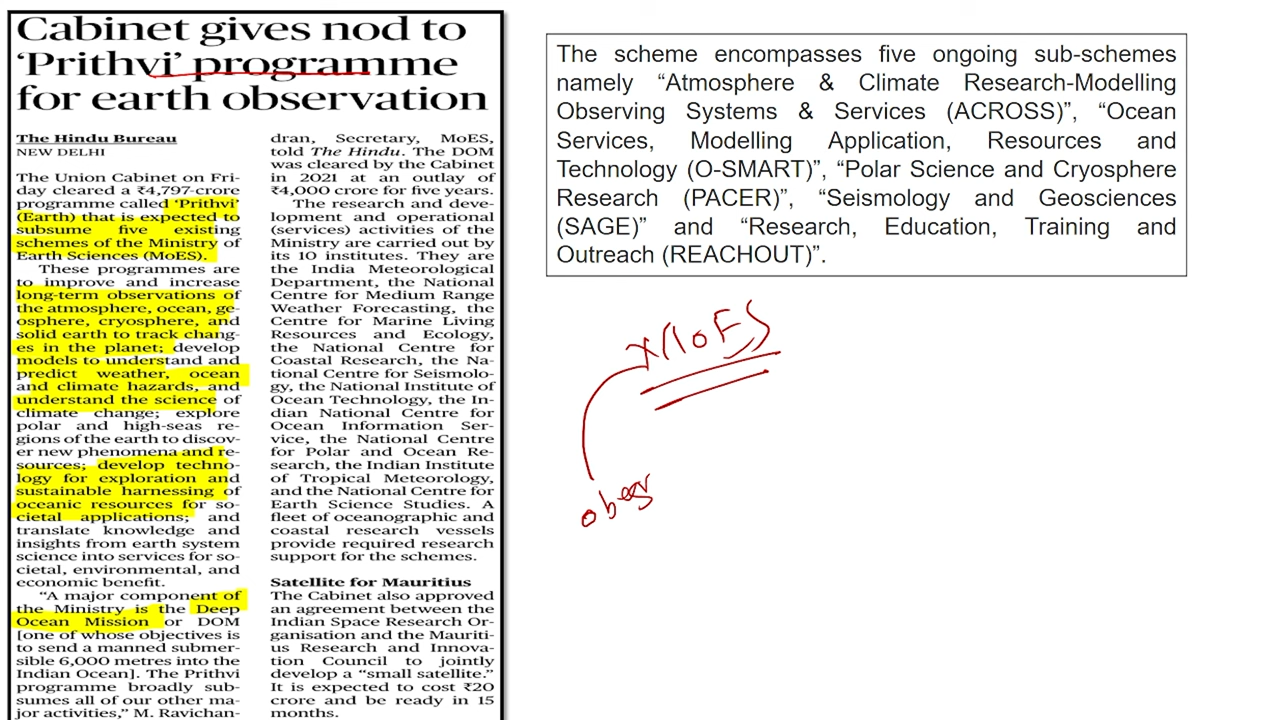 Cabinet gives nod to
‘Prithvi’ programme
for earth observation
The Hindu Bureau
NEW DELHI
The Union Cabinet on Fri-
day cleared a ₹4,797-crore
programme called ‘Prithvi’
(Earth) that is expected to
subsume five existing
schemes of the Ministry of
Earth Sciences (MoES).
These programmes are
to improve and increase
long-term observations of
the atmosphere, ocean, ge-
osphere, cryosphere, and
solid earth to track chang-
es in the planet; develop
models to understand and
predict weather, ocean
and climate hazards, and
understand the science of
climate change; explore
polar and high-seas re-
gions of the earth to discov-
er new phenomena and re-
sources; develop techno-
logy for exploration and
sustainable harnessing of
oceanic resources for so-
cietal applications; and
translate knowledge and
insights from earth system
science into services for so-
cietal, environmental, and
economic benefit.
“A major component of
the Ministry is the Deep
Ocean Mission or DOM
[one of whose objectives is
to send a manned submer-
sible 6,000 metres into the
Indian Ocean]. The Prithvi
programme broadly sub-
sumes all of our other ma-
jor activities,” M. Ravichan-
dran, Secretary, MoES,
told The Hindu. The DOM
was cleared by the Cabinet
in 2021 at an outlay of
₹4,000 crore for five years.
The research and deve-
lopment and operational
(services) activities of the
Ministry are carried out by
its 10 institutes. They are
the India Meteorological
Department, the National
Centre for Medium Range
Weather Forecasting, the
Centre for Marine Living
Resources and Ecology,
the National Centre for
Coastal Research, the Na-
tional Centre for Seismolo-
gy, the National Institute of
Ocean Technology, the In-
dian National Centre for
Ocean Information Ser-
vice, the National Centre
for Polar and Ocean Re-
search, the Indian Institute
of Tropical Meteorology,
and the National Centre for
Earth Science Studies. A
fleet of oceanographic and
coastal research vessels
provide required research
support for the schemes.
Satellite for Mauritius
The Cabinet also approved
an agreement between the
Indian Space Research Or-
ganisation and the Mauriti-
us Research and Innova-
tion Council to jointly
develop a “small satellite.”
It is expected to cost ₹20
crore and be ready in 15
months.
The scheme encompasses five ongoing sub-schemes
namely “Atmosphere & Climate Research-Modelling
Observing Systems & Services (ACROSS)”, “Ocean
Services, Modelling Application, Resources and
Technology (O-SMART)”, “Polar Science and Cryosphere
Research (PACER)”, “Seismology and Geosciences
(SAGE)” and “Research, Education, Training and
Outreach (REACHOUT)”.